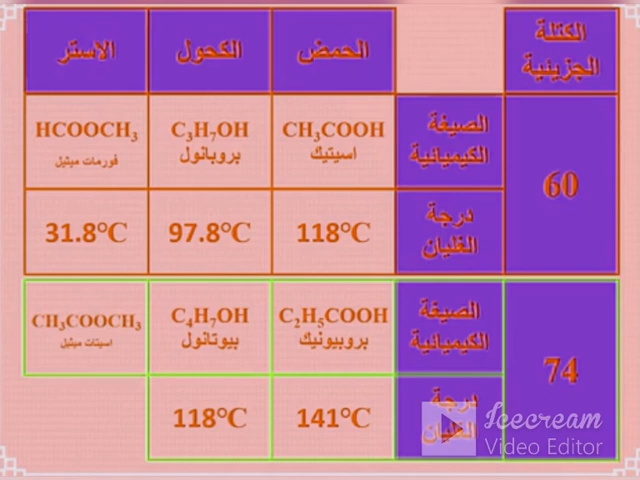 الكتلة
الجزيئية
الحمض
الكحول
الاستر
60
الصيغة
الكيميائية
CH₃COOH
اسيتيك
C₃H₇OH
بروبانول
HCOOCH₃
فورمات ميثيل
درجة
الغليان
118°C
97.8°C
31.8°C
74
الصيغة
الكيميائية
C₂H₅COOH
بروبيونيك
C₄H₇OH
بيوتانول
CH₃COOCH₃
اسيتات ميثيل
درجة
الغليان
141°C
118°C
Icecream
Video Editor